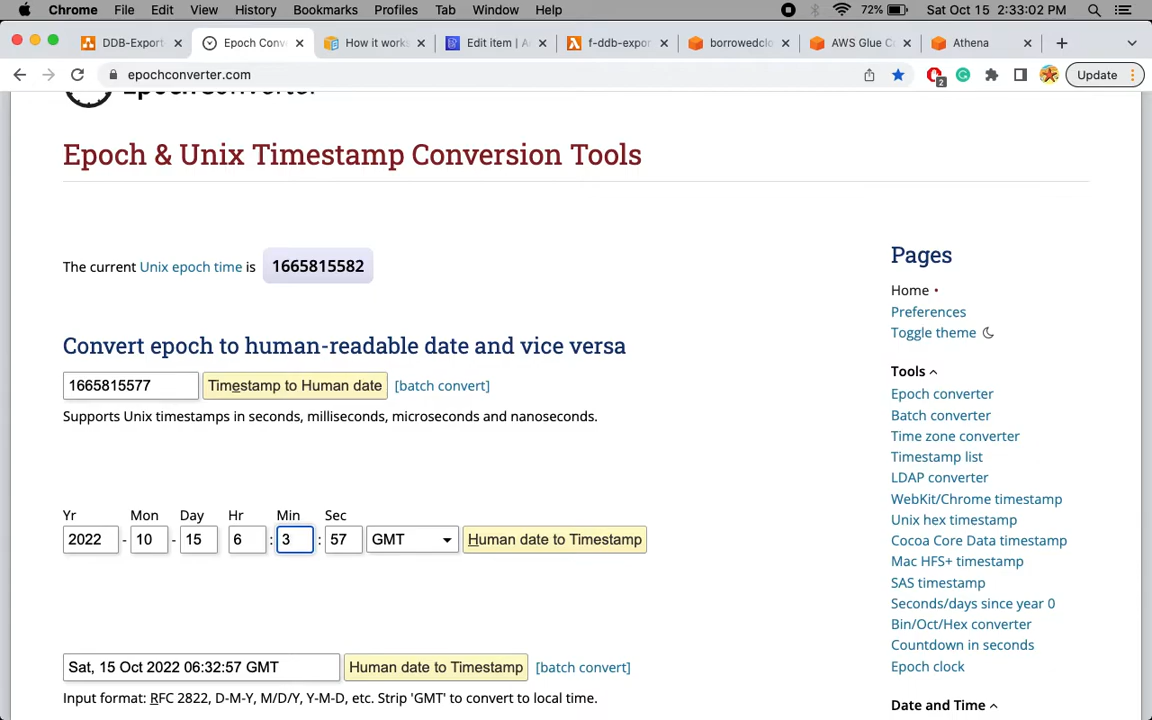 Chrome File Edit View History Bookmarks Profiles Tab Window Help 72% Sat Oct 15 2:33:02 PM
DDB-Export Epoch Conv How it works Edit item | A f-ddb-expor borrowedclo AWS Glue C Athena
epochconverter.com 2 Update
Epoch & Unix Timestamp Conversion Tools
The current Unix epoch time is 1665815582
Convert epoch to human-readable date and vice versa
1665815577 Timestamp to Human date [batch convert]
Supports Unix timestamps in seconds, milliseconds, microseconds and nanoseconds.
Yr Mon Day Hr Min Sec
2022 - 10 - 15 6 : 3 : 57 GMT Human date to Timestamp
Sat, 15 Oct 2022 06:32:57 GMT Human date to Timestamp [batch convert]
Input format: RFC 2822, D-M-Y, M/D/Y, Y-M-D, etc. Strip 'GMT' to convert to local time.
Pages
Home •
Preferences
Toggle theme
Tools
Epoch converter
Batch converter
Time zone converter
Timestamp list
LDAP converter
WebKit/Chrome timestamp
Unix hex timestamp
Cocoa Core Data timestamp
Mac HFS+ timestamp
SAS timestamp
Seconds/days since year 0
Bin/Oct/Hex converter
Countdown in seconds
Epoch clock
Date and Time